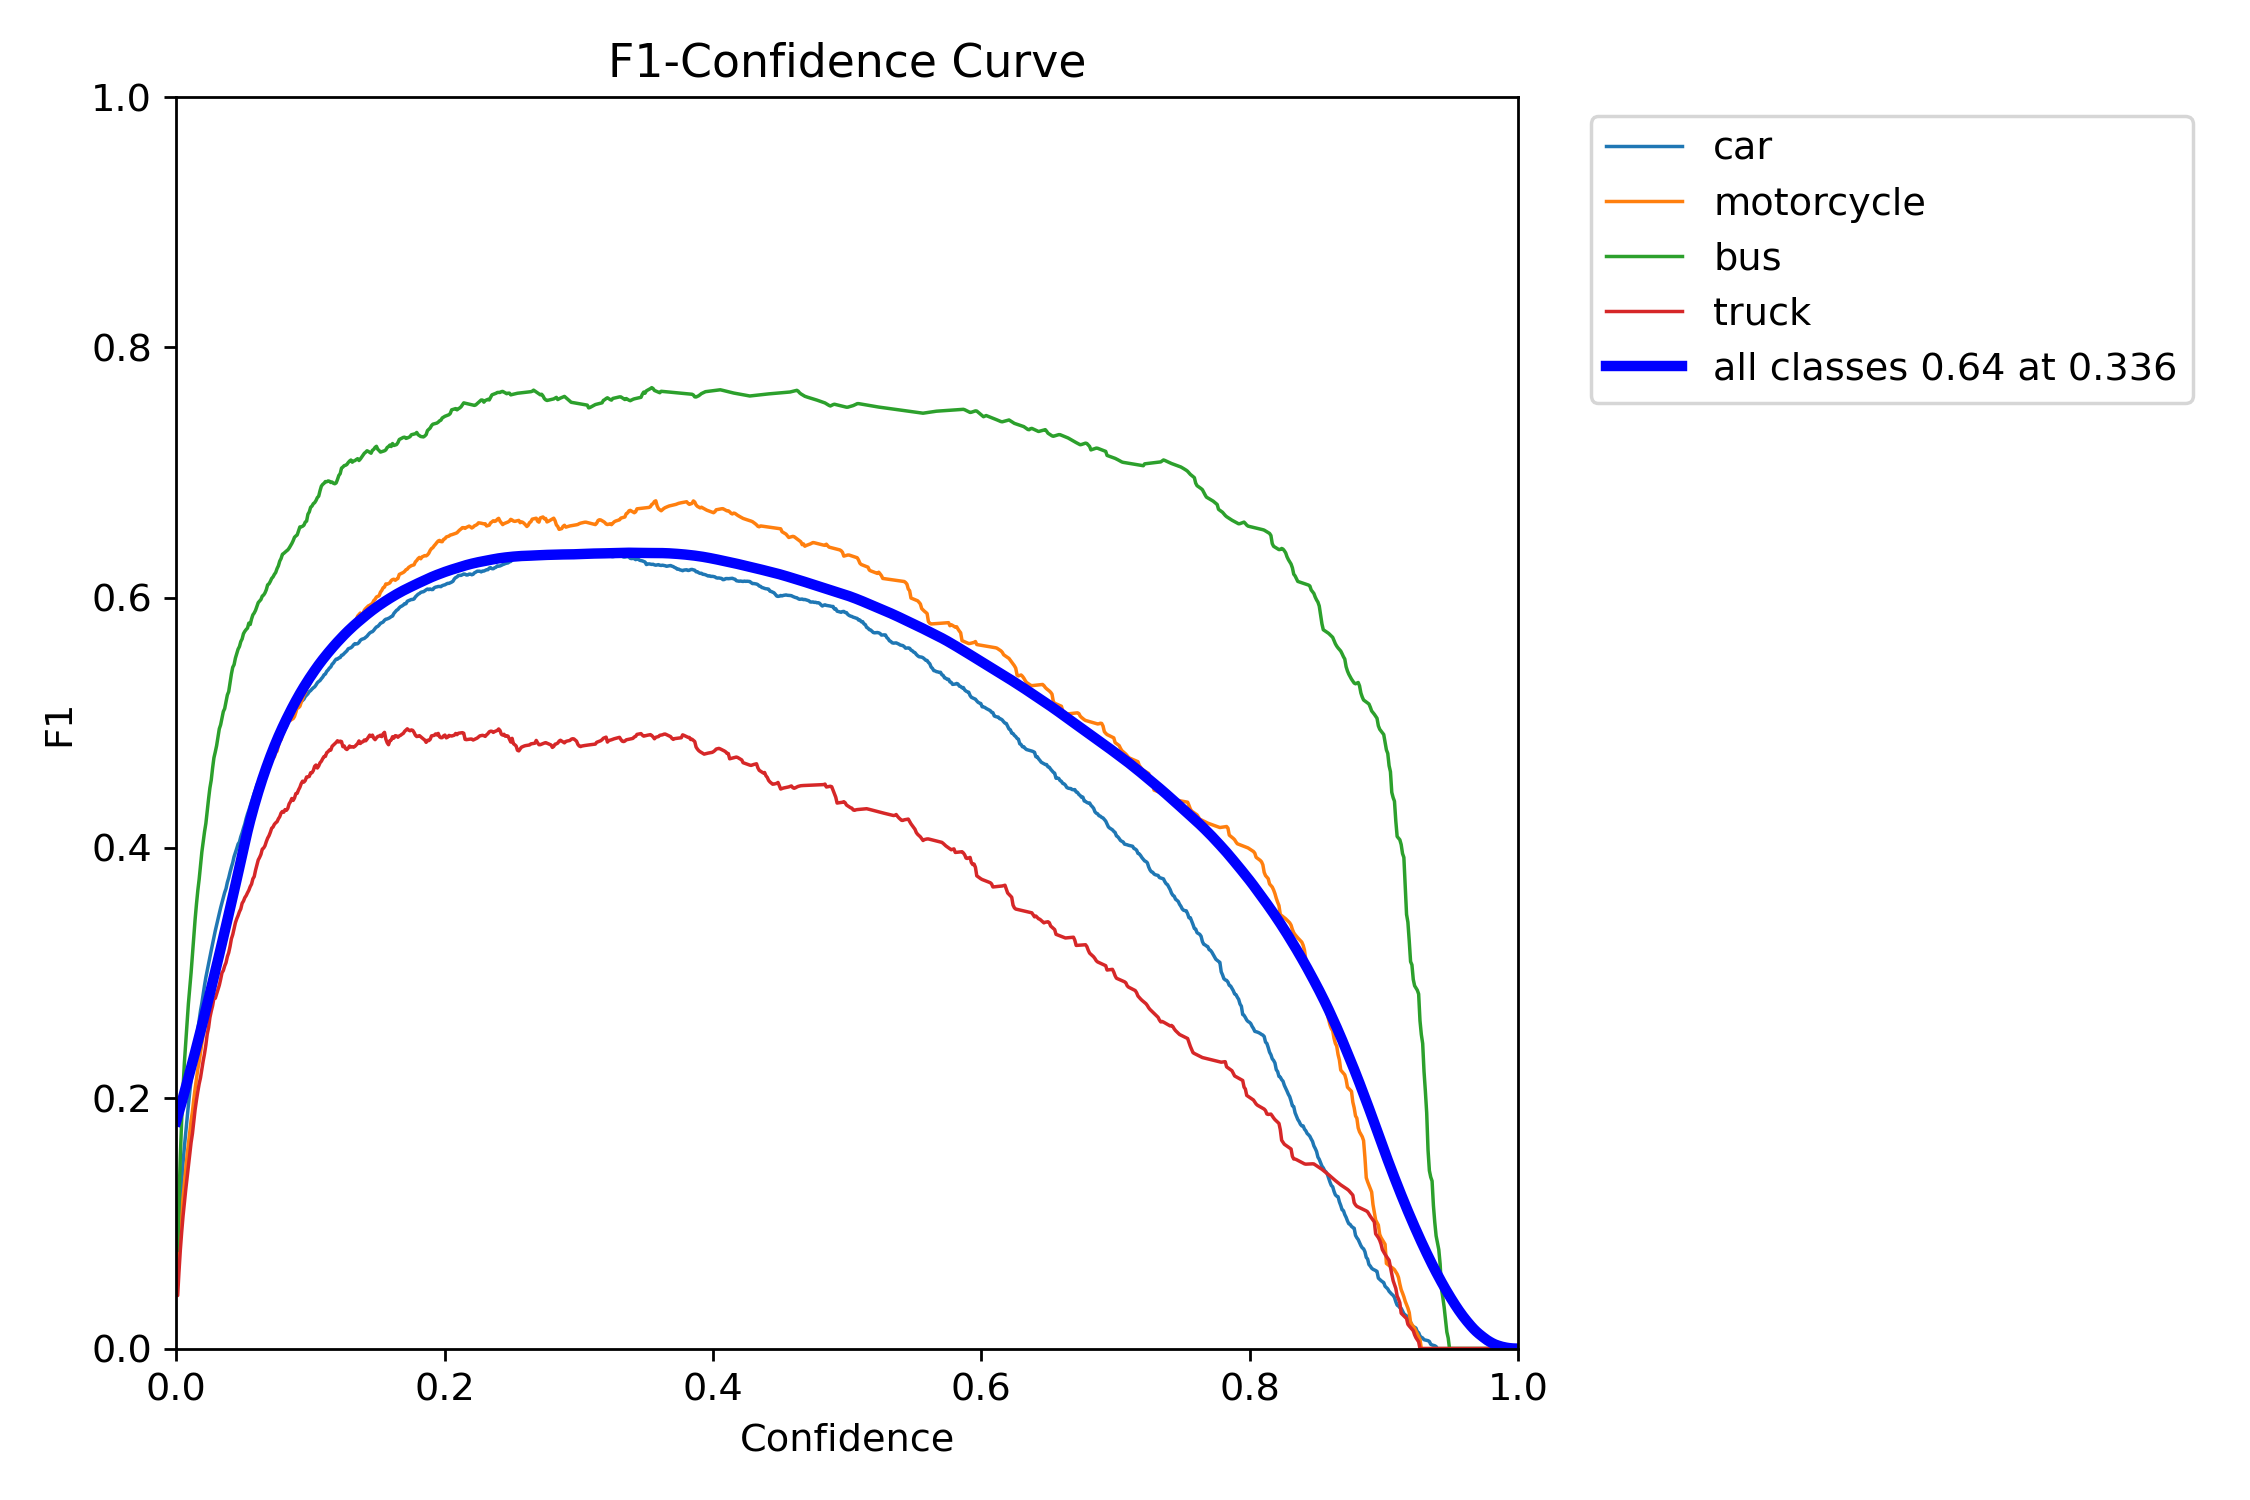 F1-Confidence Curve
1.0
0.8
0.6
0.4
0.2
0.0
F1
0.0 0.2 0.4 0.6 0.8 1.0
Confidence
car
motorcycle
bus
truck
all classes 0.64 at 0.336